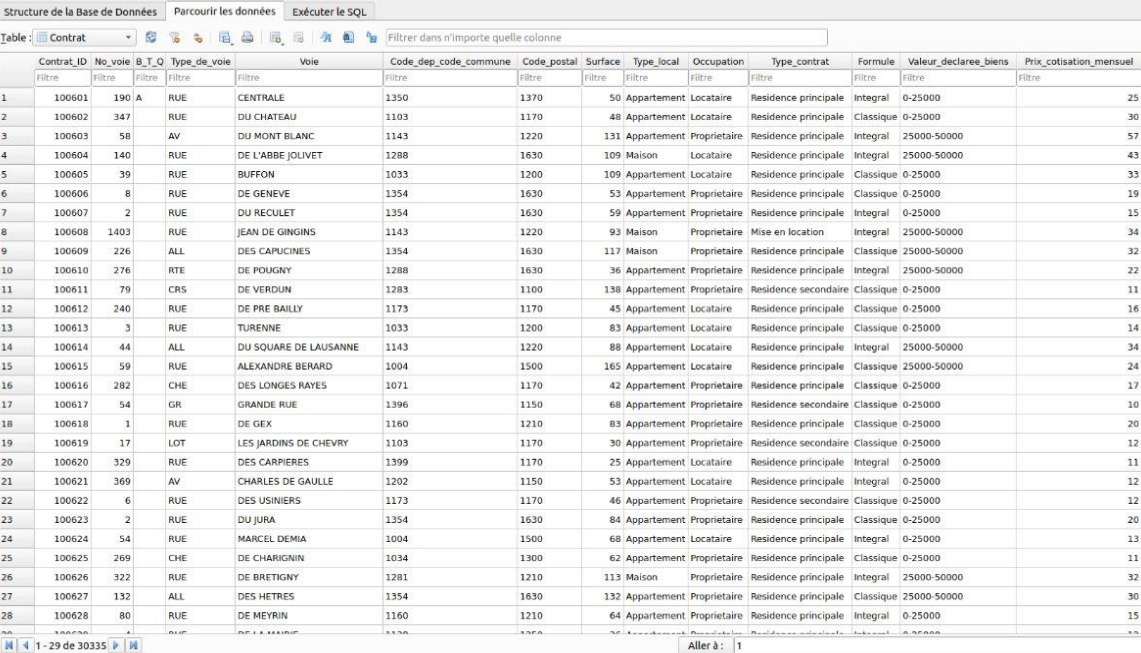 Structure de la Base de Données Parcourir les données Exécuter le SQL
Table : Contrat Filtrer dans n'importe quelle colonne
Contrat_ID No_voie B_T_Q Type_de_voie Voie Code_dep_code_commune Code_postal Surface Type_local Occupation Type_contrat Formule Valeur_declaree_biens Prix_cotisation_mensuel
Filtre Filtre Filtre Filtre Filtre Filtre Filtre Filtre Filtre Filtre Filtre Filtre Filtre Filtre
1 100601 190 A RUE CENTRALE 1350 1370 50 Appartement Locataire Residence principale Integral 0-25000 25
2 100602 347 RUE DU CHATEAU 1103 1170 48 Appartement Locataire Residence principale Classique 0-25000 30
3 100603 58 AV DU MONT BLANC 1143 1220 131 Appartement Proprietaire Residence principale Integral 25000-50000 57
4 100604 140 RUE DE L'ABBE JOLIVET 1288 1630 109 Maison Locataire Residence principale Integral 25000-50000 43
5 100605 39 RUE BUFFON 1033 1200 109 Appartement Locataire Residence principale Classique 0-25000 33
6 100606 8 RUE DE GENEVE 1354 1630 53 Appartement Proprietaire Residence principale Classique 0-25000 19
7 100607 2 RUE DU RECULET 1354 1630 59 Appartement Proprietaire Residence principale Integral 0-25000 15
8 100608 1403 RUE JEAN DE GINGINS 1143 1220 93 Maison Proprietaire Mise en location Integral 25000-50000 34
9 100609 226 ALL DES CAPUCINES 1354 1630 117 Maison Proprietaire Residence principale Classique 25000-50000 32
10 100610 276 RTE DE POUGNY 1288 1630 36 Appartement Proprietaire Residence principale Integral 25000-50000 22
11 100611 79 CRS DE VERDUN 1283 1100 138 Appartement Proprietaire Residence secondaire Classique 0-25000 11
12 100612 240 RUE DE PRE BAILLY 1173 1170 45 Appartement Locataire Residence principale Integral 0-25000 16
13 100613 3 RUE TURENNE 1033 1200 83 Appartement Locataire Residence principale Classique 0-25000 14
14 100614 44 ALL DU SQUARE DE LAUSANNE 1143 1220 88 Appartement Locataire Residence principale Integral 25000-50000 34
15 100615 59 RUE ALEXANDRE BERARD 1004 1500 165 Appartement Locataire Residence principale Classique 25000-50000 24
16 100616 282 CHE DES LONGES RAYES 1071 1170 42 Appartement Proprietaire Residence principale Classique 0-25000 17
17 100617 54 GR GRANDE RUE 1396 1150 68 Appartement Proprietaire Residence secondaire Classique 0-25000 10
18 100618 1 RUE DE GEX 1160 1210 83 Appartement Proprietaire Residence principale Classique 0-25000 20
19 100619 17 LOT LES JARDINS DE CHEVRY 1103 1170 30 Appartement Proprietaire Residence secondaire Classique 0-25000 12
20 100620 329 RUE DES CARPIERES 1399 1170 25 Appartement Locataire Residence principale Integral 0-25000 11
21 100621 369 AV CHARLES DE GAULLE 1202 1150 53 Appartement Locataire Residence principale Integral 0-25000 12
22 100622 6 RUE DES USINIERS 1173 1170 46 Appartement Proprietaire Residence secondaire Classique 0-25000 12
23 100623 2 RUE DU JURA 1354 1630 84 Appartement Proprietaire Residence principale Classique 0-25000 20
24 100624 54 RUE MARCEL DEMIA 1004 1500 68 Appartement Locataire Residence principale Integral 0-25000 13
25 100625 269 CHE DE CHARIGNIN 1034 1300 62 Appartement Proprietaire Residence principale Classique 0-25000 11
26 100626 322 RUE DE BRETIGNY 1281 1210 113 Maison Proprietaire Residence principale Integral 25000-50000 32
27 100627 132 ALL DES HETRES 1354 1630 132 Appartement Proprietaire Residence principale Classique 25000-50000 30
28 100628 80 RUE DE MEYRIN 1160 1210 64 Appartement Proprietaire Residence principale Integral 0-25000 15
1 - 29 de 30335 Aller à : 1